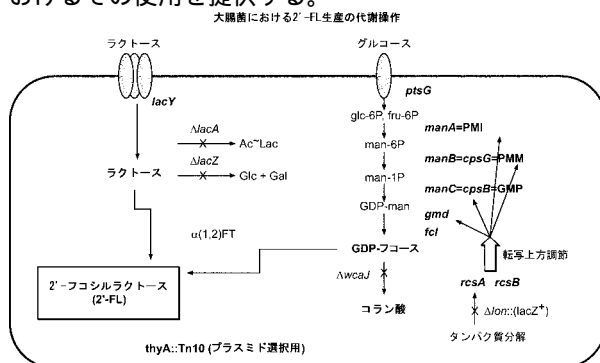 おけるその使用を提供する。
大腸菌における2'-FL生産の代謝操作
ラクトース
グルコース
lacY
ptsG
glc-6P, fru-6P
manA=PMI
ΔlacA
Ac~Lac
man-6P
manB=cpsG=PMM
ΔlacZ
ラクトース
Glc + Gal
man-1P
manC=cpsB=GMP
GDP-man
gmd
fcl
α(1,2)FT
GDP-フコース
転写上方調節
2'-フコシルラクトース
(2'-FL)
ΔwcaJ
rcsA rcsB
コラン酸
Δlon::(lacZ+)
タンパク質分解
thyA::Tn10 (プラスミド選択用)